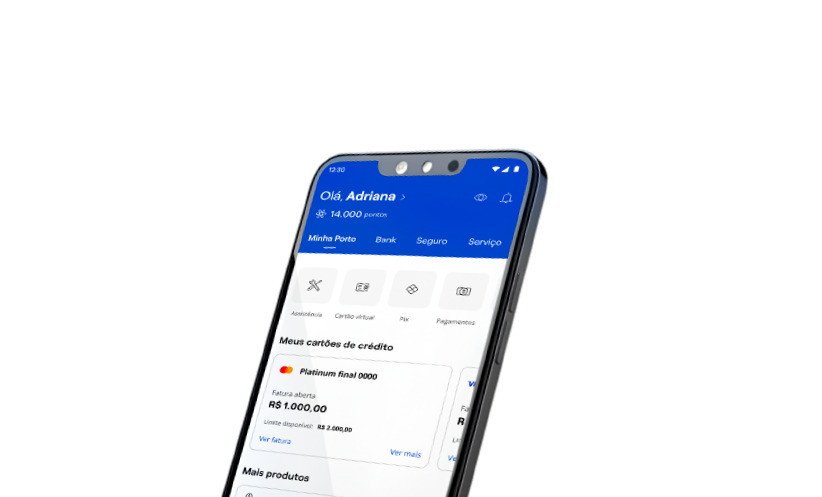 12:30
Olá, Adriana
14.000 pontos
Minha Porto Bank Seguro Serviço
Assistência Cartão virtual Pix Pagamentos
Meus cartões de crédito
Platinum final 0000
Fatura aberta
R$ 1.000,00
Limite disponível: R$ 2.000,00
Ver fatura Ver mais
Mais produtos